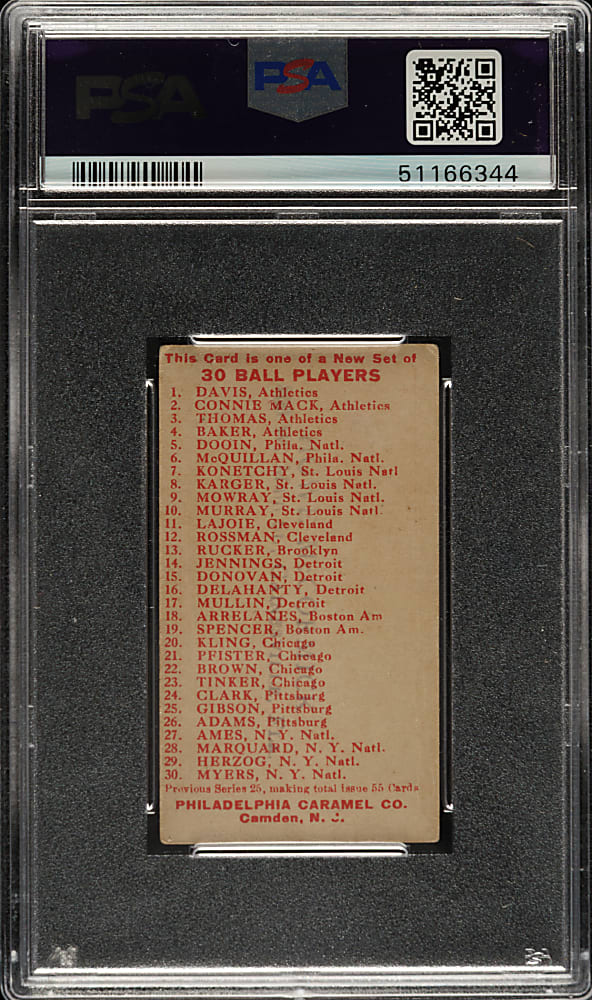 PSA
PSA
51166344
This Card is one of a New Set of
30 BALL PLAYERS
1. DAVIS, Athletics
2. CONNIE MACK, Athletics
3. THOMAS, Athletics
4. BAKER, Athletics
5. DOOIN, Phila. Natl.
6. McQUILLAN, Phila. Natl.
7. KONETCHY, St. Louis Natl
8. KARGER, St. Louis Natl.
9. MOWRAY, St. Louis Natl.
10. MURRAY, St. Louis Natl.
11. LAJOIE, Cleveland
12. ROSSMAN, Cleveland
13. RUCKER, Brooklyn
14. JENNINGS, Detroit
15. DONOVAN, Detroit
16. DELAHANTY, Detroit
17. MULLIN, Detroit
18. ARRELANES, Boston Am
19. SPENCER, Boston Am.
20. KLING, Chicago
21. PFISTER, Chicago
22. BROWN, Chicago
23. TINKER, Chicago
24. CLARK, Pittsburg
25. GIBSON, Pittsburg
26. ADAMS, Pittsburg
27. AMES, N. Y. Natl.
28. MARQUARD, N. Y. Natl.
29. HERZOG, N. Y. Natl.
30. MYERS, N. Y. Natl.
Previous Series 25, making total issue 55 Cards
PHILADELPHIA CARAMEL CO.
Camden, N. J.